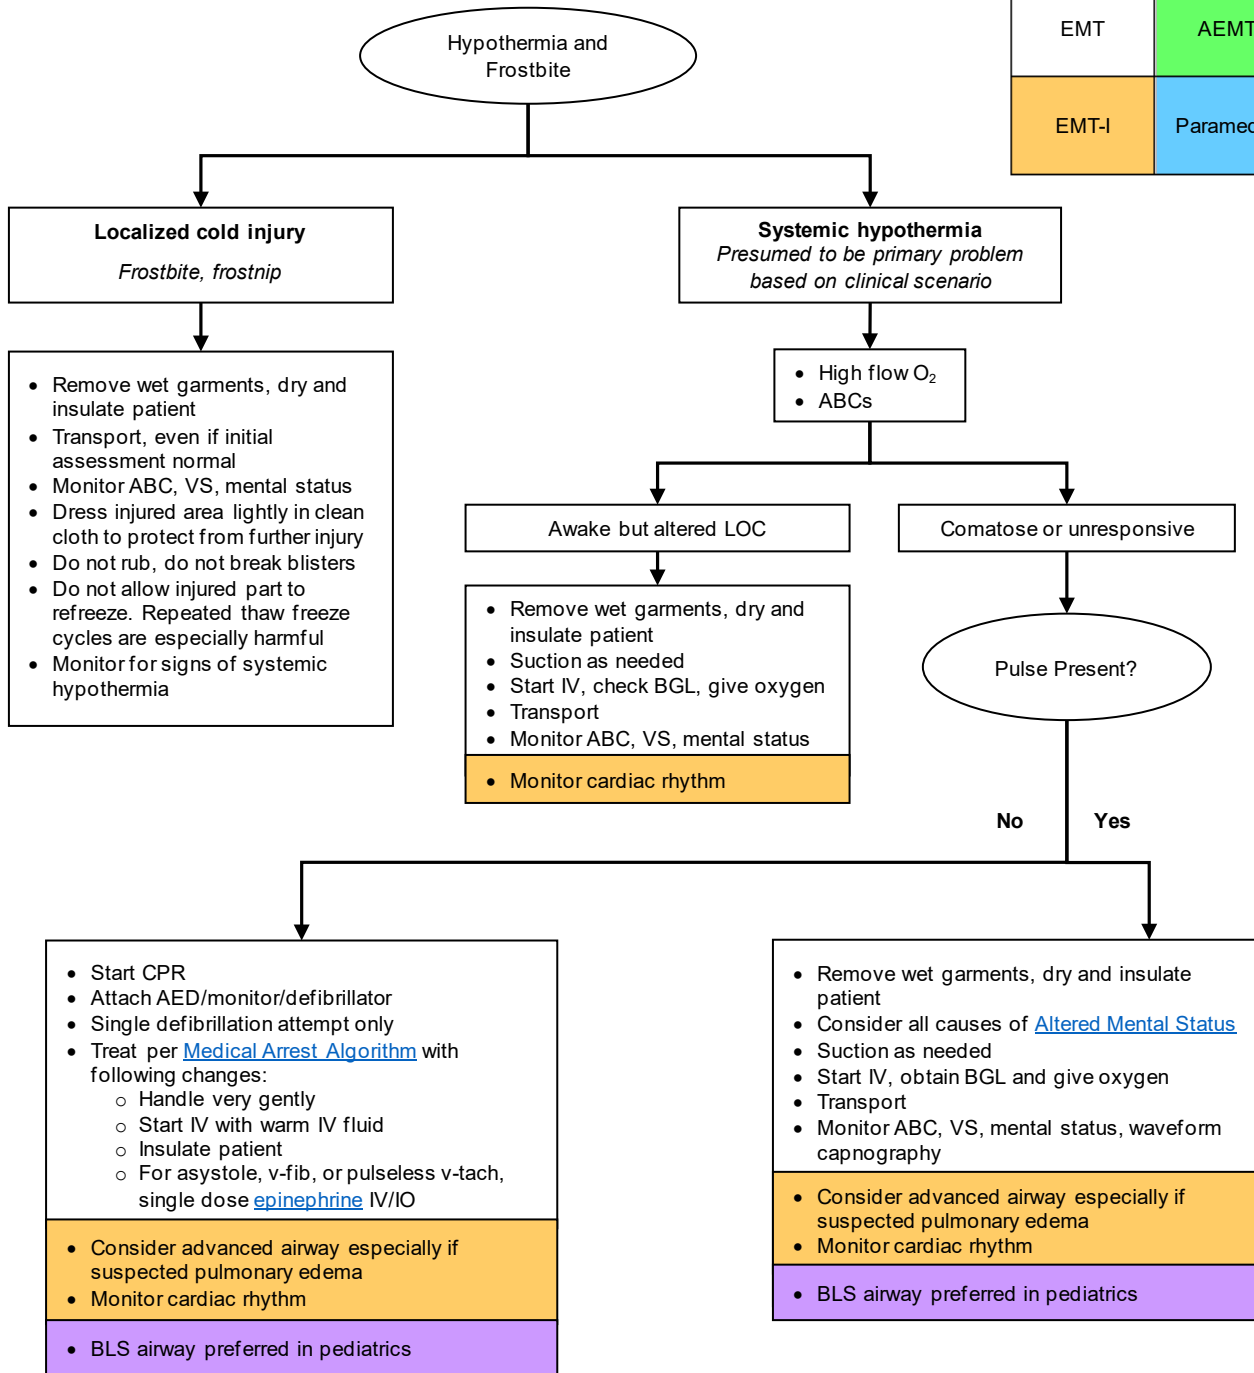 Hypothermia and
Frostbite
EMT
AEMT
EMT-I
Localized cold injury
Frostbite, frostnip
Systemic hypothermia
Presumed to be primary problem
based on clinical scenario
• Remove wet garments, dry and
insulate patient
• Transport, even if initial
assessment normal
• Monitor ABC, VS, mental status
• Dress injured area lightly in clean
cloth to protect from further injury
• Do not rub, do not break blisters
• Do not allow injured part to
refreeze. Repeated thaw freeze
cycles are especially harmful
• Monitor for signs of systemic
hypothermia
• High flow O₂
• ABCs
Awake but altered LOC
Comatose or unresponsive
• Remove wet garments, dry and
insulate patient
• Suction as needed
• Start IV, check BGL, give oxygen
• Transport
• Monitor ABC, VS, mental status
• Monitor cardiac rhythm
Pulse Present?
No
Yes
• Start CPR
• Attach AED/monitor/defibrillator
• Single defibrillation attempt only
• Treat per Medical Arrest Algorithm with
following changes:
o Handle very gently
o Start IV with warm IV fluid
o Insulate patient
o For asystole, v-fib, or pulseless v-tach,
single dose epinephrine IV/IO
• Consider advanced airway especially if
suspected pulmonary edema
• Monitor cardiac rhythm
• BLS airway preferred in pediatrics
• Remove wet garments, dry and insulate
patient
• Consider all causes of Altered Mental Status
• Suction as needed
• Start IV, obtain BGL and give oxygen
• Transport
• Monitor ABC, VS, mental status, waveform
capnography
• Consider advanced airway especially if
suspected pulmonary edema
• Monitor cardiac rhythm
• BLS airway preferred in pediatrics